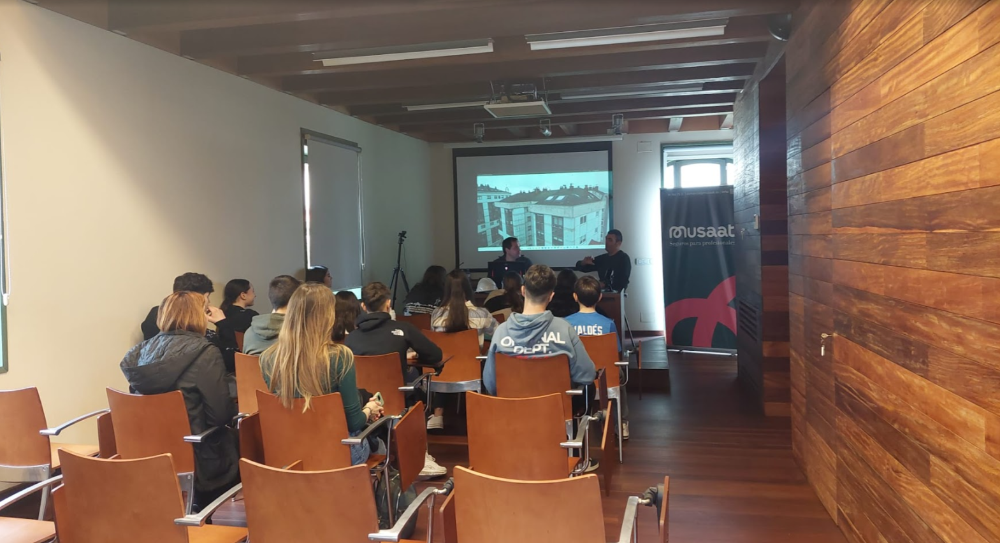 musaat
Seguros para profesionales
ORIGINAL
DEPT.
VALDÉS